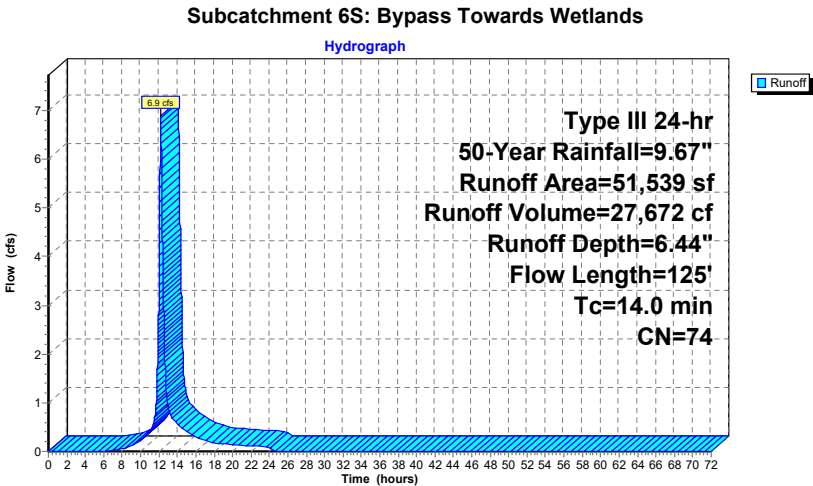 Subcatchment 6S: Bypass Towards Wetlands
Hydrograph
Runoff
6.9 cfs
Type III 24-hr
50-Year Rainfall=9.67"
Runoff Area=51,539 sf
Runoff Volume=27,672 cf
Runoff Depth=6.44"
Flow Length=125'
Tc=14.0 min
CN=74
7
6
5
4
3
2
1
0
Flow (cfs)
0 2 4 6 8 10 12 14 16 18 20 22 24 26 28 30 32 34 36 38 40 42 44 46 48 50 52 54 56 58 60 62 64 66 68 70 72
Time (hours)